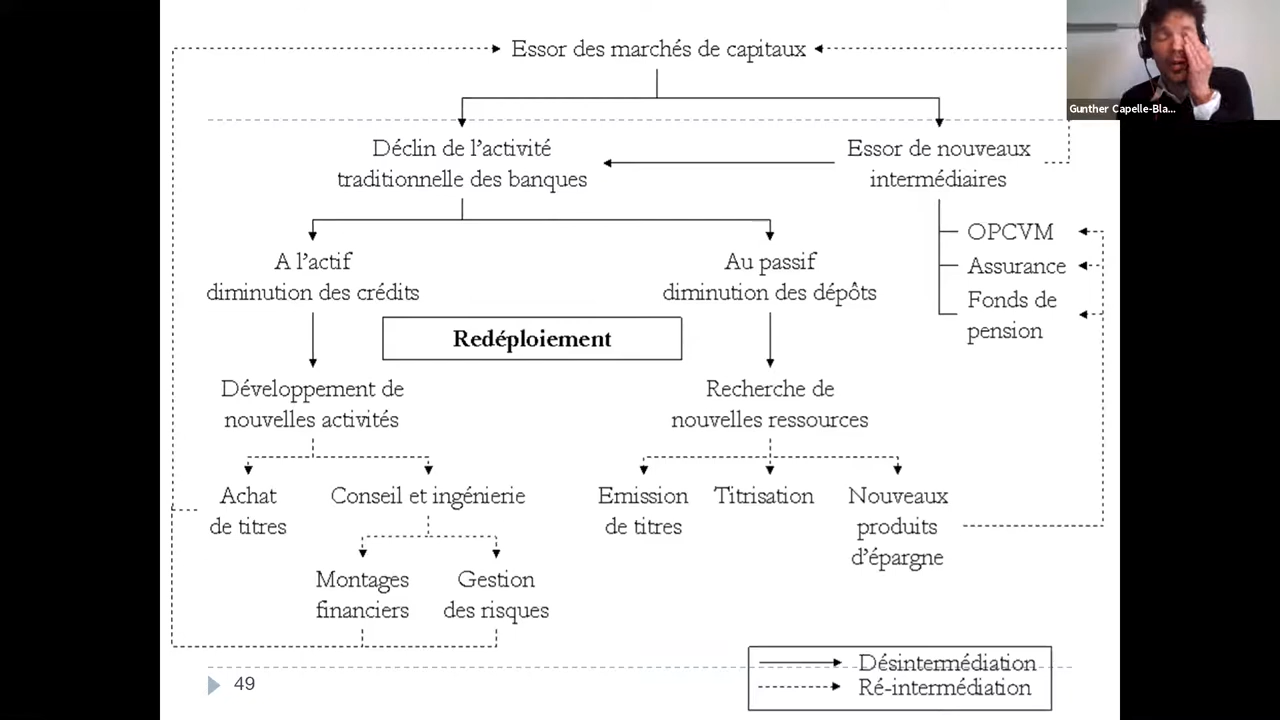 Essor des marchés de capitaux
Gunther Capelle-Bla...
Déclin de l'activité
traditionnelle des banques
Essor de nouveaux
intermédiaires
OPCVM
Assurance
Fonds de
pension
A l'actif
diminution des crédits
Au passif
diminution des dépôts
Redéploiement
Développement de
nouvelles activités
Recherche de
nouvelles ressources
Achat
de titres
Conseil et ingénierie
Emission
de titres
Titrisation
Nouveaux
produits
d'épargne
Montages
financiers
Gestion
des risques
Désintermédiation
Ré-intermédiation
49